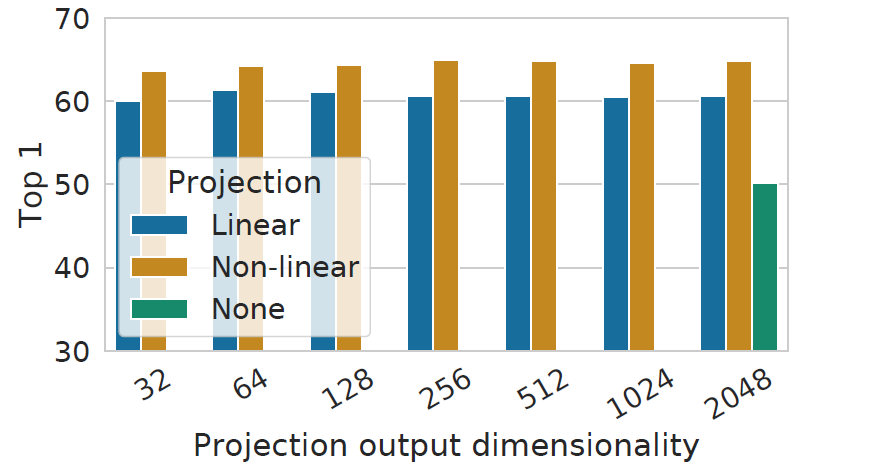 70
60
50
40
30
Top 1
Projection
Linear
Non-linear
None
32 64 128 256 512 1024 2048
Projection output dimensionality